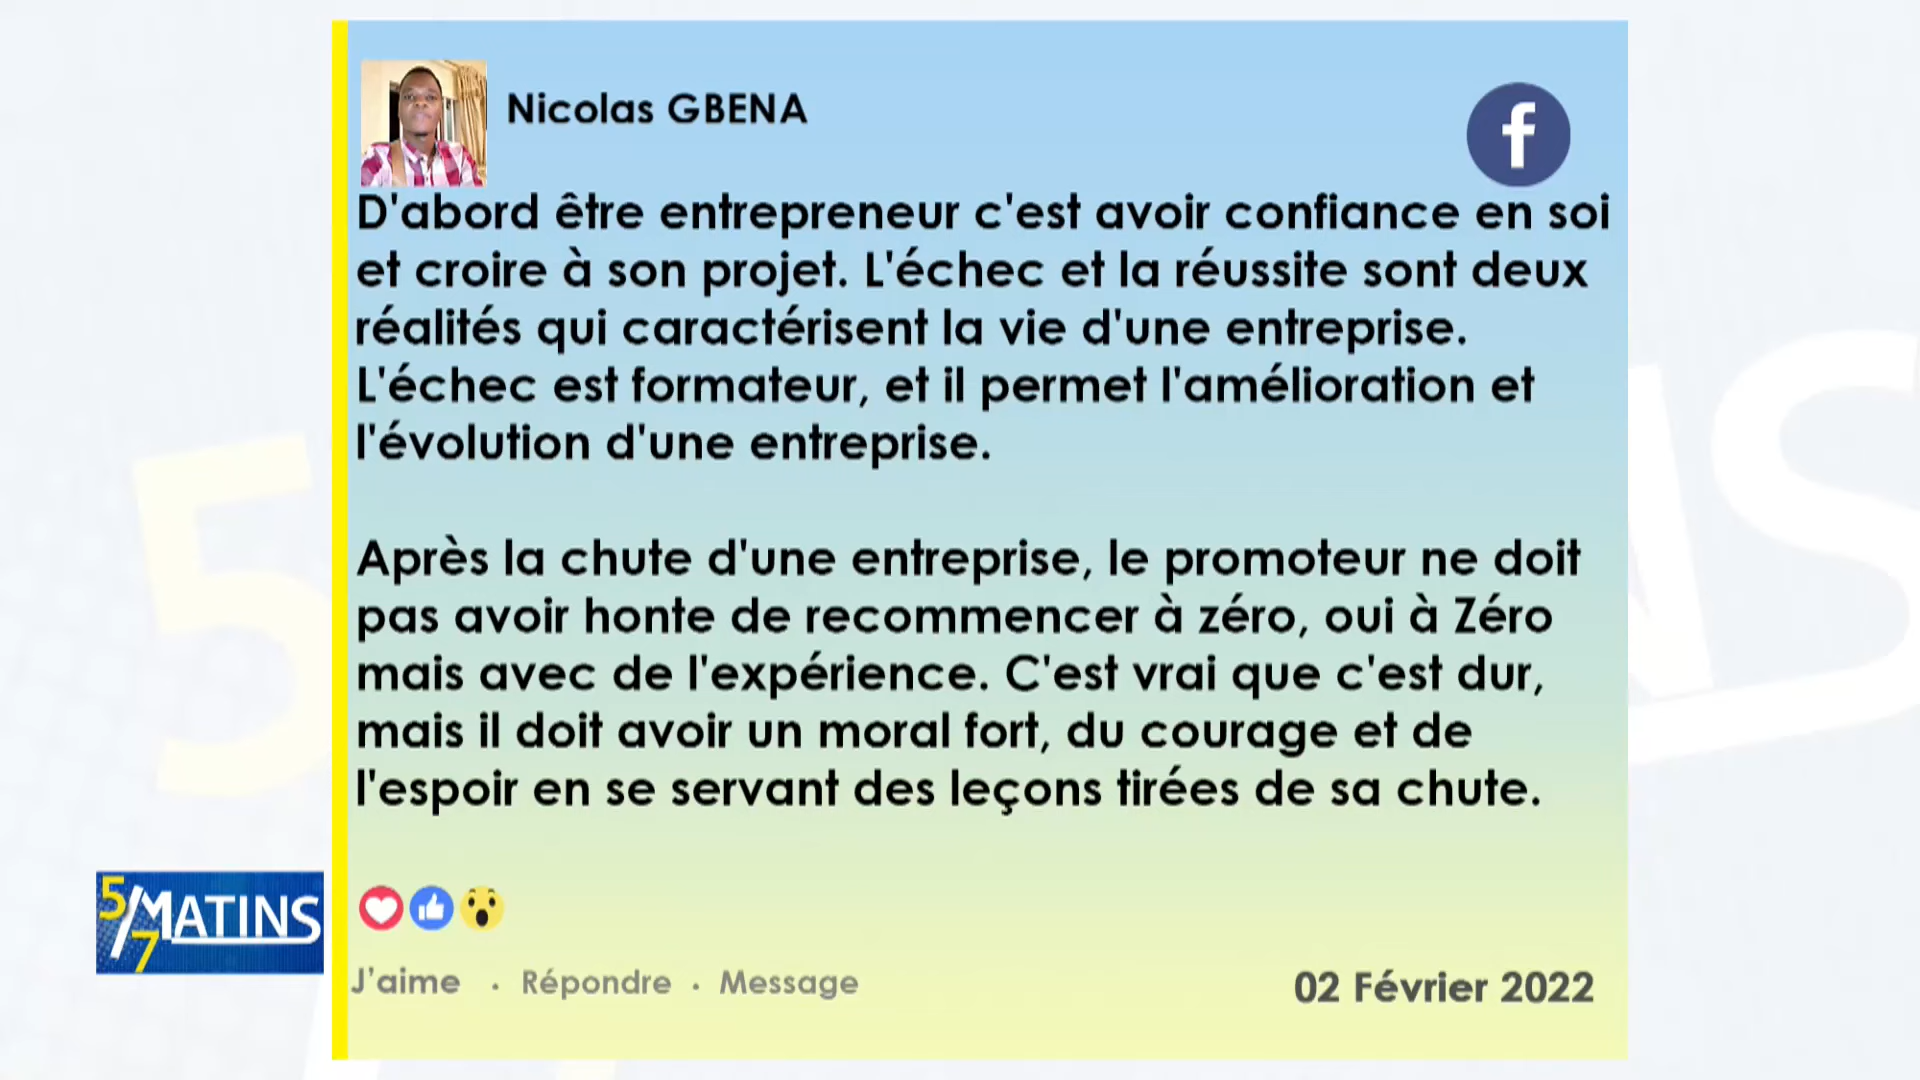 Nicolas GBENA
f
D'abord être entrepreneur c'est avoir confiance en soi
et croire à son projet. L'échec et la réussite sont deux
réalités qui caractérisent la vie d'une entreprise.
L'échec est formateur, et il permet l'amélioration et
l'évolution d'une entreprise.
Après la chute d'une entreprise, le promoteur ne doit
pas avoir honte de recommencer à zéro, oui à Zéro
mais avec de l'expérience. C'est vrai que c'est dur,
mais il doit avoir un moral fort, du courage et de
l'espoir en se servant des leçons tirées de sa chute.
5/7 MATINS
J'aime · Répondre · Message
02 Février 2022